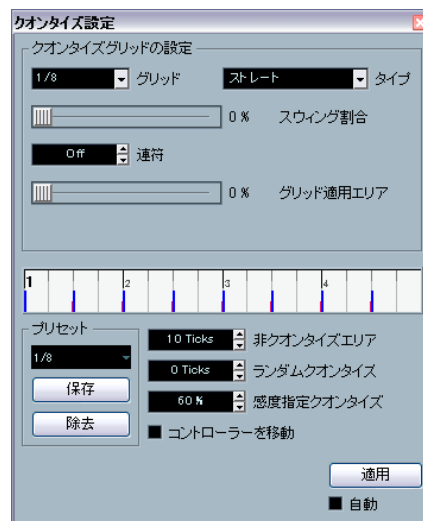 クオンタイズ設定
クオンタイズグリッドの設定
1/8 グリッド ストレート タイプ
0 % スウィング割合
Off 連符
0 % グリッド適用エリア
1 2 3 4
プリセット
1/8
保存
除去
10 Ticks 非クオンタイズエリア
0 Ticks ランダムクオンタイズ
60 % 感度指定クオンタイズ
コントローラーを移動
適用
自動